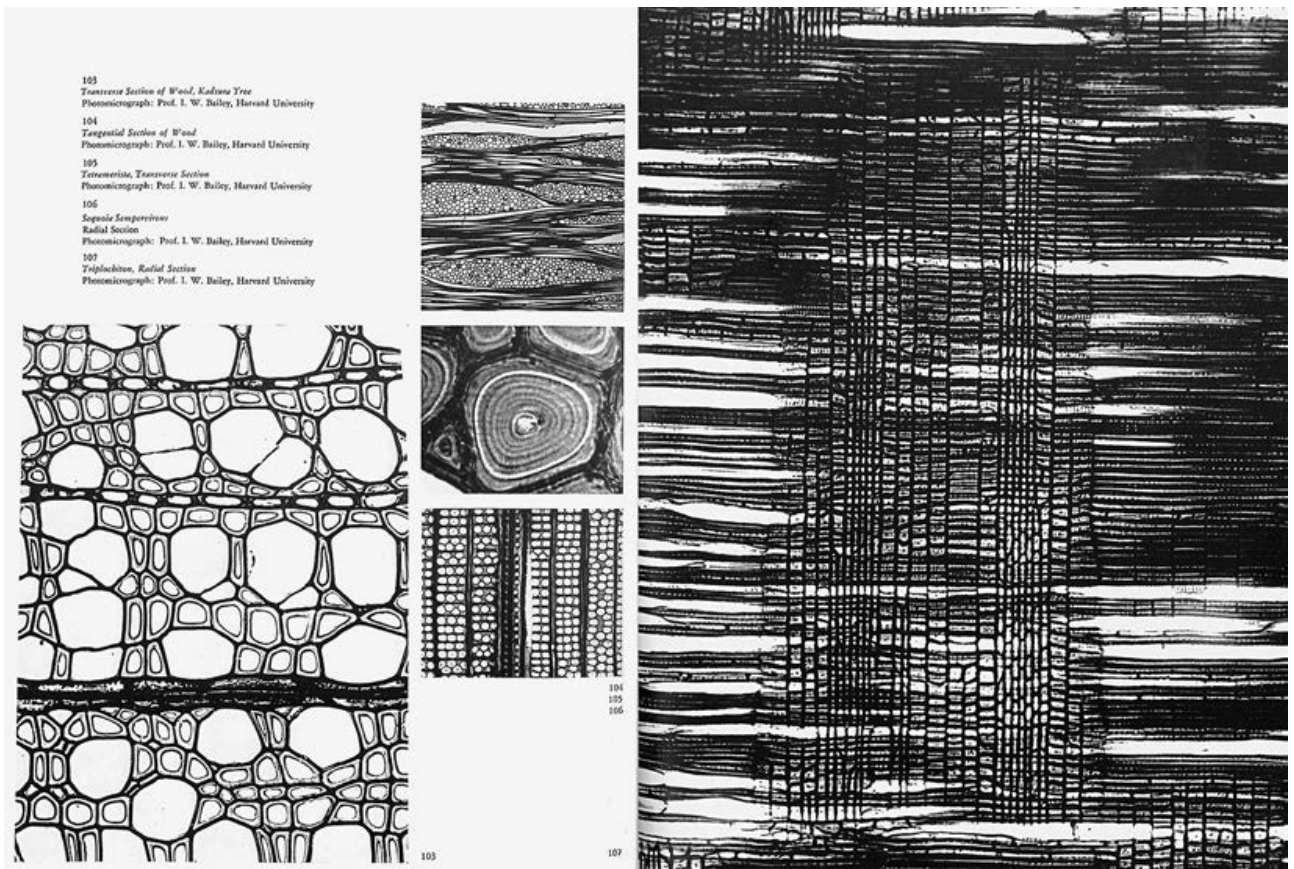 103
Transverse Section of Wood, Kadsura Tree
Photomicrograph: Prof. I. W. Bailey, Harvard University
104
Tangential Section of Wood
Photomicrograph: Prof. I. W. Bailey, Harvard University
105
Tetramerista, Transverse Section
Photomicrograph: Prof. I. W. Bailey, Harvard University
106
Sequoia Sempervirens
Radial Section
Photomicrograph: Prof. I. W. Bailey, Harvard University
107
Triplochiton, Radial Section
Photomicrograph: Prof. I. W. Bailey, Harvard University
104
105
106
103
107